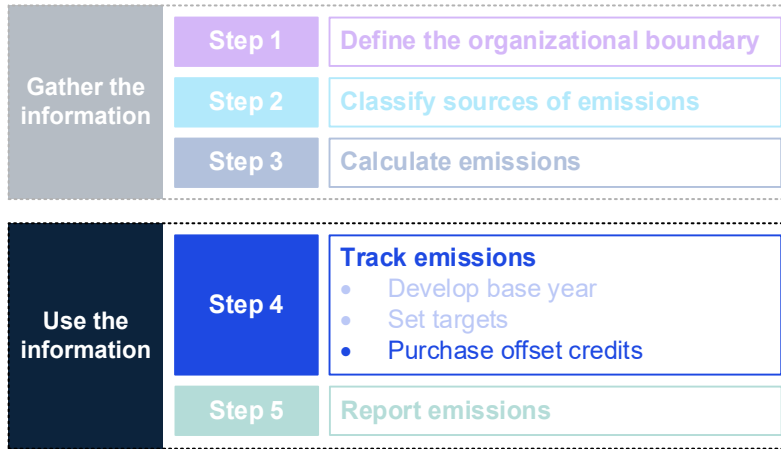 Gather the
information
Step 1
Define the organizational boundary
Step 2
Classify sources of emissions
Step 3
Calculate emissions
Use the
information
Step 4
Track emissions
• Develop base year
• Set targets
• Purchase offset credits
Step 5
Report emissions